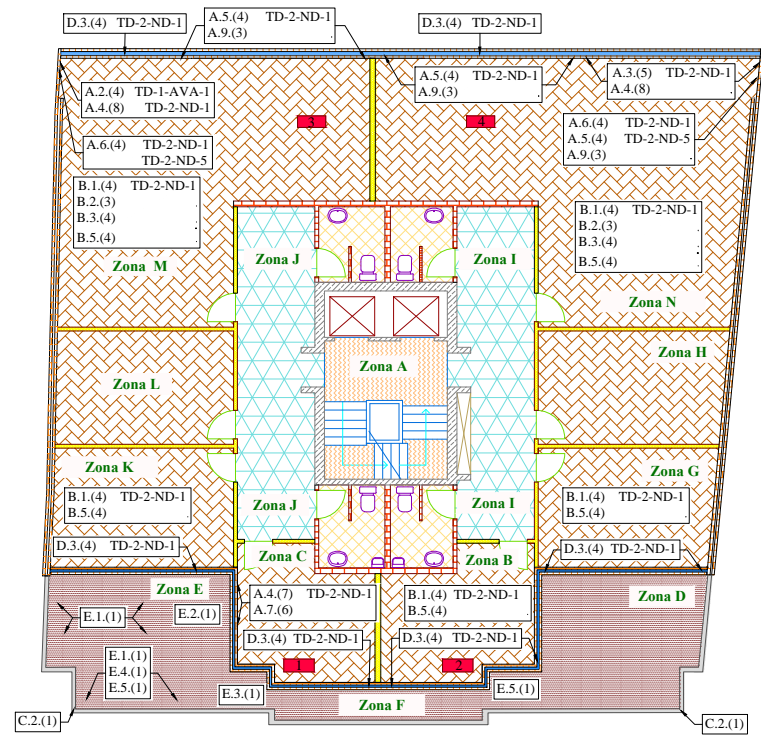 D.3.(4) TD-2-ND-1
A.5.(4) TD-2-ND-1
A.9.(3) .
D.3.(4) TD-2-ND-1
A.2.(4) TD-1-AVA-1
A.4.(8) TD-2-ND-1
A.5.(4) TD-2-ND-1
A.9.(3) .
A.3.(5) TD-2-ND-1
A.4.(8) .
3
4
A.6.(4) TD-2-ND-1
TD-2-ND-5
A.6.(4) TD-2-ND-1
A.5.(4) TD-2-ND-5
A.9.(3) .
B.1.(4) TD-2-ND-1
B.2.(3) .
B.3.(4) .
B.5.(4) .
B.1.(4) TD-2-ND-1
B.2.(3) .
B.3.(4) .
B.5.(4) .
Zona M
Zona J
Zona I
Zona N
Zona L
Zona A
Zona H
Zona K
Zona G
B.1.(4) TD-2-ND-1
B.5.(4) .
Zona J
Zona I
B.1.(4) TD-2-ND-1
B.5.(4) .
D.3.(4) TD-2-ND-1
Zona C
Zona B
D.3.(4) TD-2-ND-1
Zona E
Zona D
E.1.(1)
E.2.(1)
A.4.(7) TD-2-ND-1
A.7.(6) .
B.1.(4) TD-2-ND-1
B.5.(4) .
D.3.(4) TD-2-ND-1
D.3.(4) TD-2-ND-1
E.1.(1)
E.4.(1)
E.5.(1)
1
2
E.3.(1)
E.5.(1)
Zona F
C.2.(1)
C.2.(1)